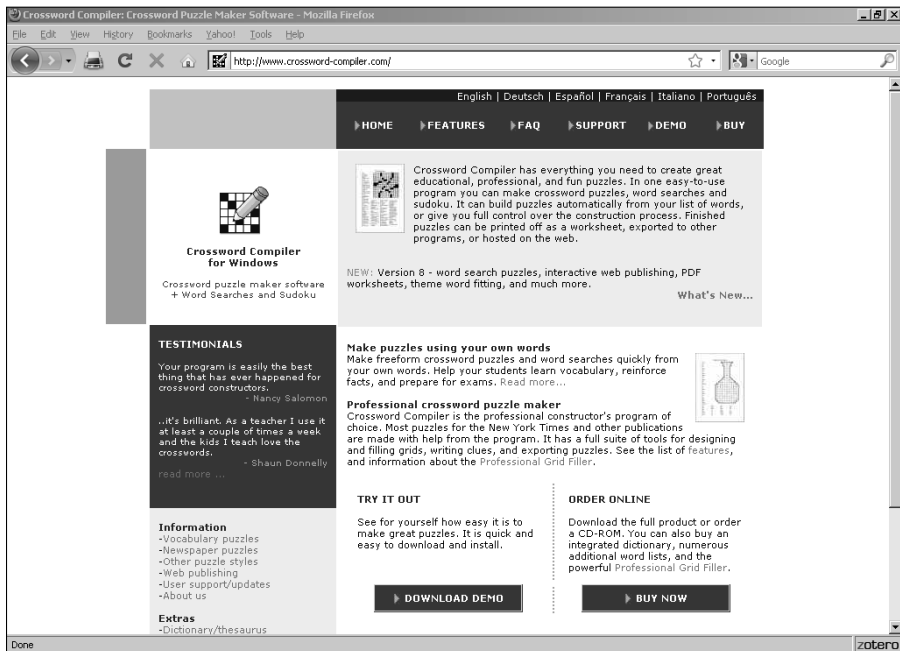 Crossword Compiler: Crossword Puzzle Maker Software - Mozilla Firefox
File Edit View History Bookmarks Yahoo! Tools Help
http://www.crossword-compiler.com/
Google
English | Deutsch | Español | Français | Italiano | Português
HOME FEATURES FAQ SUPPORT DEMO BUY
Crossword Compiler
for Windows
Crossword puzzle maker software
+ Word Searches and Sudoku
Crossword Compiler has everything you need to create great
educational, professional, and fun puzzles. In one easy-to-use
program you can make crossword puzzles, word searches and
sudoku. It can build puzzles automatically from your list of words,
or give you full control over the construction process. Finished
puzzles can be printed off as a worksheet, exported to other
programs, or hosted on the web.
NEW: Version 8 - word search puzzles, interactive web publishing, PDF
worksheets, theme word fitting, and much more.
What's New...
TESTIMONIALS
Your program is easily the best
thing that has ever happened for
crossword constructors.
- Nancy Salomon
..it's brilliant. As a teacher I use it
at least a couple of times a week
and the kids I teach love the
crosswords.
- Shaun Donnelly
read more ...
Make puzzles using your own words
Make freeform crossword puzzles and word searches quickly from
your own words. Help your students learn vocabulary, reinforce
facts, and prepare for exams. Read more...
Professional crossword puzzle maker
Crossword Compiler is the professional constructor's program of
choice. Most puzzles for the New York Times and other publications
are made with help from the program. It has a full suite of tools for designing
and filling grids, writing clues, and exporting puzzles. See the list of features,
and information about the Professional Grid Filler.
TRY IT OUT
See for yourself how easy it is to
make great puzzles. It is quick and
easy to download and install.
DOWNLOAD DEMO
ORDER ONLINE
Download the full product or order
a CD-ROM. You can also buy an
integrated dictionary, numerous
additional word lists, and the
powerful Professional Grid Filler.
BUY NOW
Information
-Vocabulary puzzles
-Newspaper puzzles
-Other puzzle styles
-Web publishing
-User support/updates
-About us
Extras
-Dictionary/thesaurus
Done
zotero